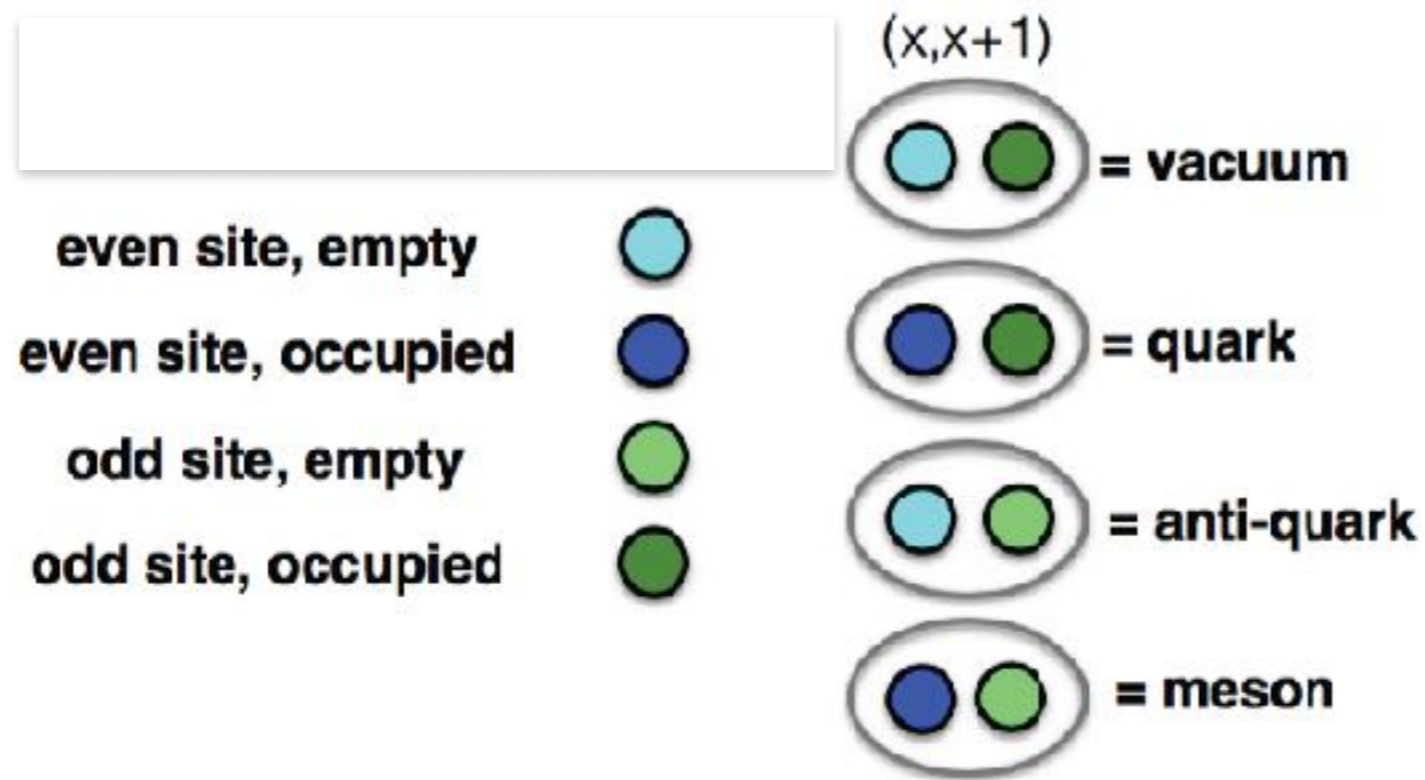 (x,x+1)
= vacuum
even site, empty
= quark
even site, occupied
odd site, empty
= anti-quark
odd site, occupied
= meson